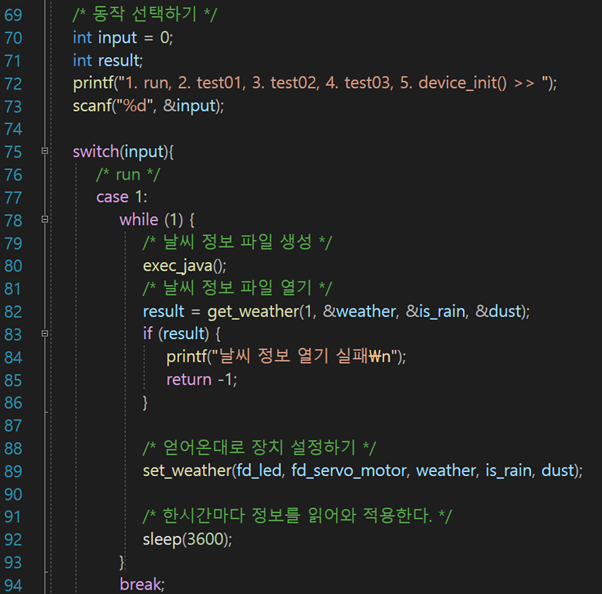 69 /* 동작 선택하기 */
70 int input = 0;
71 int result;
72 printf("1. run, 2. test01, 3. test02, 4. test03, 5. device_init() >> ");
73 scanf("%d", &input);
74
75 switch(input){
76 /* run */
77 case 1:
78 while (1) {
79 /* 날씨 정보 파일 생성 */
80 exec_java();
81 /* 날씨 정보 파일 열기 */
82 result = get_weather(1, &weather, &is_rain, &dust);
83 if (result) {
84 printf("날씨 정보 열기 실패₩n");
85 return -1;
86 }
87
88 /* 얻어온대로 장치 설정하기 */
89 set_weather(fd_led, fd_servo_motor, weather, is_rain, dust);
90
91 /* 한시간마다 정보를 읽어와 적용한다. */
92 sleep(3600);
93 }
94 break;